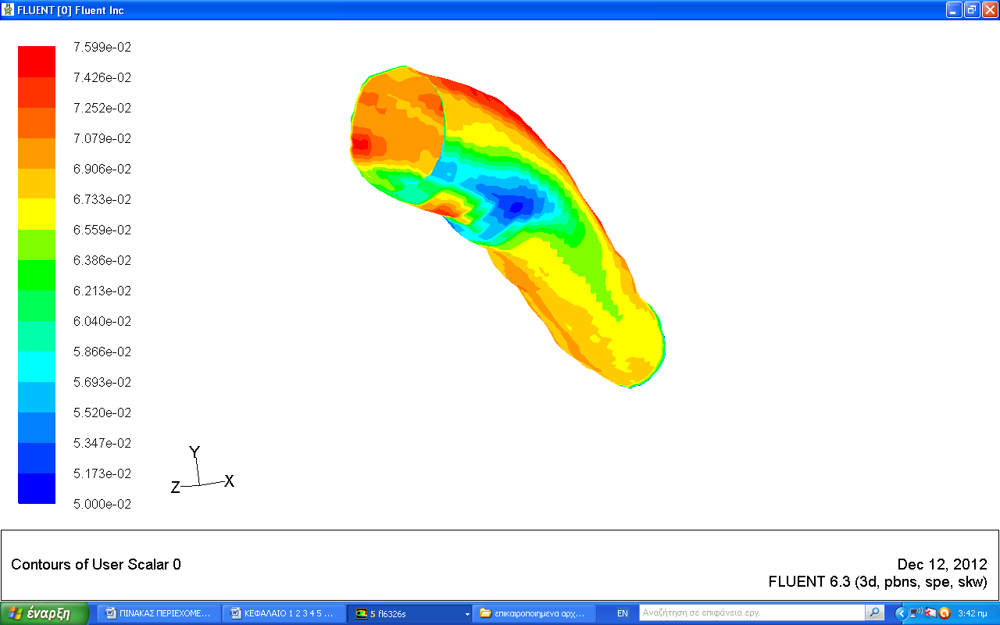 FLUENT [0] Fluent Inc
7.599e-02
7.426e-02
7.252e-02
7.079e-02
6.906e-02
6.733e-02
6.559e-02
6.386e-02
6.213e-02
6.040e-02
5.866e-02
5.693e-02
5.520e-02
5.347e-02
5.173e-02
5.000e-02
Y
Z
X
Contours of User Scalar 0
Dec 12, 2012
FLUENT 6.3 (3d, pbns, spe, skw)
έναρξη
ΠΙΝΑΚΑΣ ΠΕΡΙΕΧΟΜΕ...
ΚΕΦΑΛΑΙΟ 1 2 3 4 5 ...
5 fl6326s
επικαιροποιημενα αρχ...
EN
Αναζήτηση σε επιφάνεια εργ.
3:42 πμ